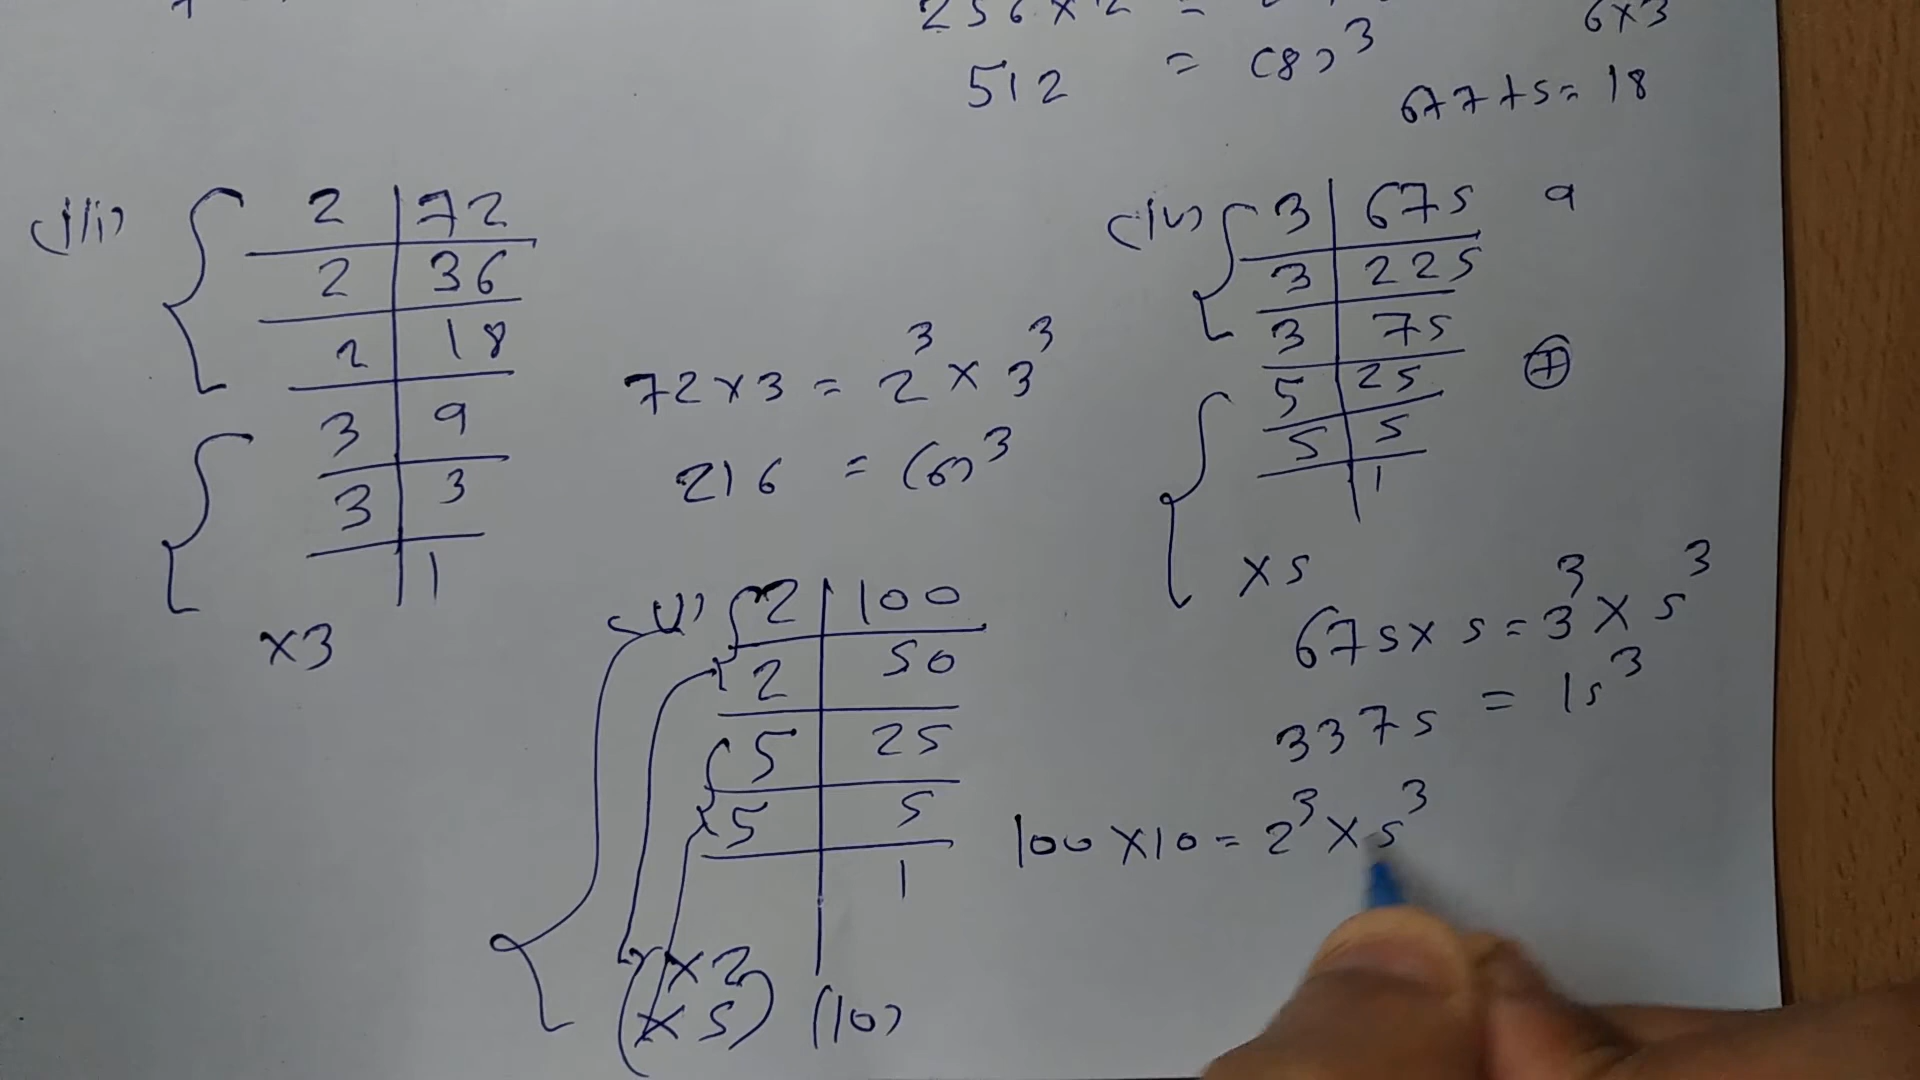 256×2 =
512 = (8)³
6×3
6+7+5= 18
(iii)
2 | 72
2 | 36
2 | 18
3 | 9
3 | 3
1
×3
72×3 = 2³ × 3³
216 = (6)³
(iv)
3 | 675 9
3 | 225
3 | 75
5 | 25
5 | 5
1
×5
675×5=3³×5³
3375 = 15³
(v)
2 | 100
2 | 50
5 | 25
5 | 5
1
×2
×5 (10)
100×10=2³×5³